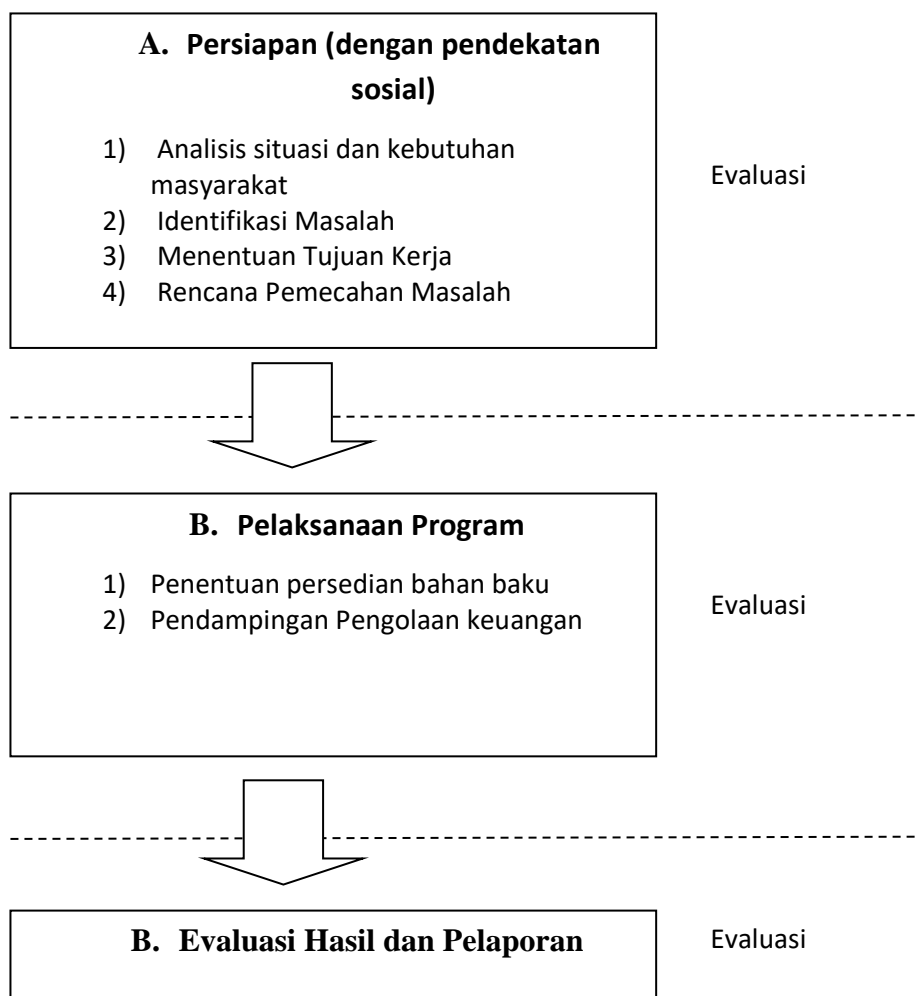 A. Persiapan (dengan pendekatan
sosial)
1) Analisis situasi dan kebutuhan
masyarakat
2) Identifikasi Masalah
3) Menentuan Tujuan Kerja
4) Rencana Pemecahan Masalah
Evaluasi
B. Pelaksanaan Program
1) Penentuan persedian bahan baku
2) Pendampingan Pengolaan keuangan
Evaluasi
B. Evaluasi Hasil dan Pelaporan
Evaluasi